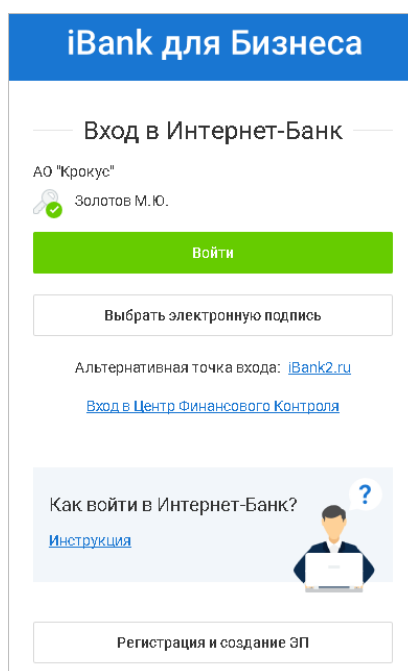 iBank для Бизнеса
Вход в Интернет-Банк
АО "Крокус"
Золотов М.Ю.
Войти
Выбрать электронную подпись
Альтернативная точка входа: iBank2.ru
Вход в Центр Финансового Контроля
?
Как войти в Интернет-Банк?
Инструкция
Регистрация и создание ЭП